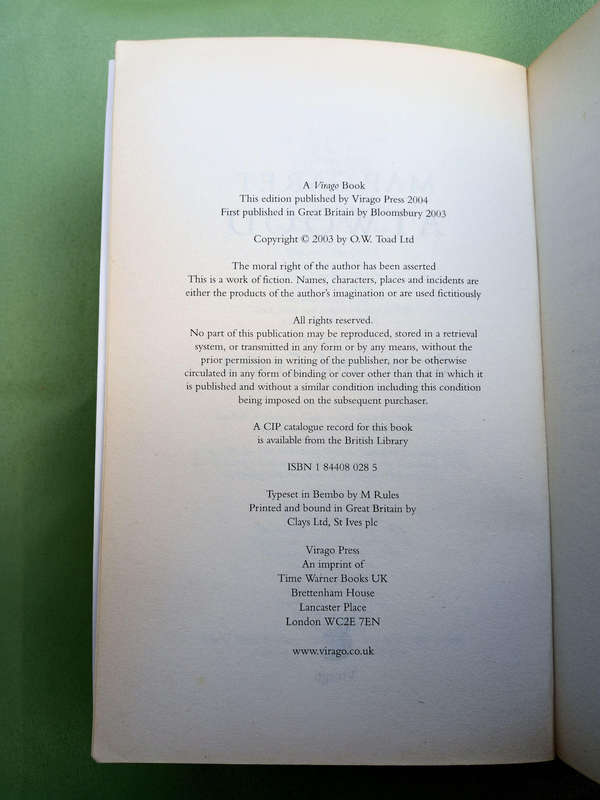 A Virago Book
This edition published by Virago Press 2004
First published in Great Britain by Bloomsbury 2003
Copyright © 2003 by O.W. Toad Ltd
The moral right of the author has been asserted
This is a work of fiction. Names, characters, places and incidents are
either the products of the author's imagination or are used fictitiously
All rights reserved.
No part of this publication may be reproduced, stored in a retrieval
system, or transmitted in any form or by any means, without the
prior permission in writing of the publisher, nor be otherwise
circulated in any form of binding or cover other than that in which it
is published and without a similar condition including this condition
being imposed on the subsequent purchaser.
A CIP catalogue record for this book
is available from the British Library
ISBN 1 84408 028 5
Typeset in Bembo by M Rules
Printed and bound in Great Britain by
Clays Ltd, St Ives plc
Virago Press
An imprint of
Time Warner Books UK
Brettenham House
Lancaster Place
London WC2E 7EN
www.virago.co.uk